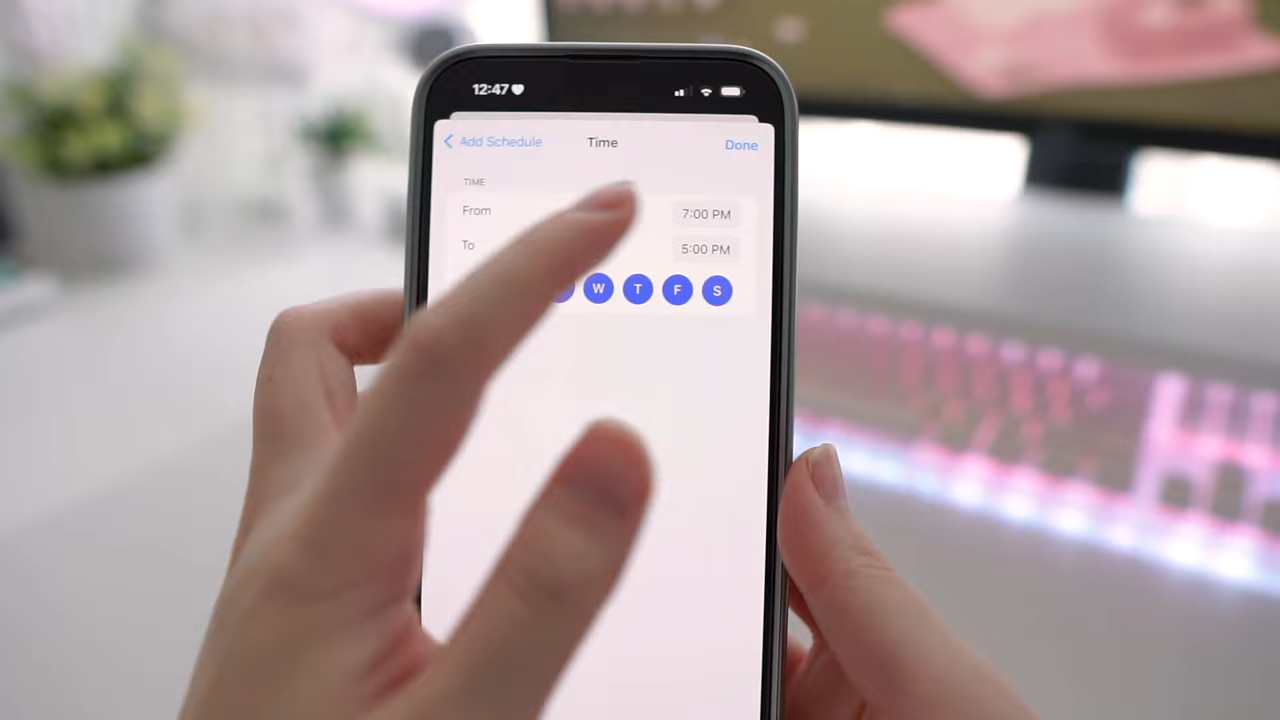 12:47
Add Schedule Time Done
TIME
From 7:00 PM
To 5:00 PM
W T F S